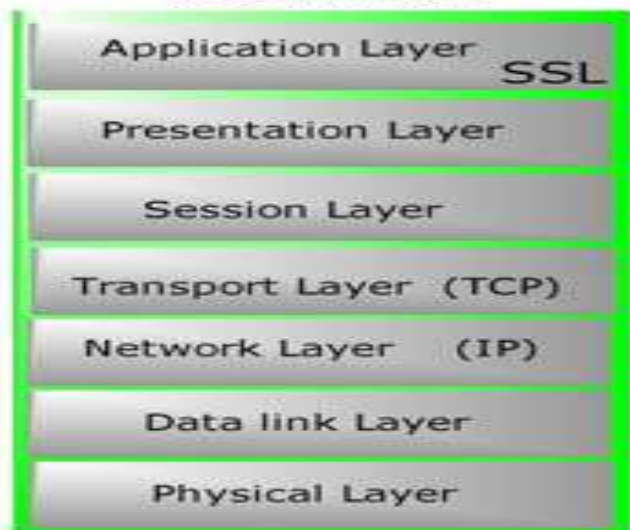 Application Layer
SSL
Presentation Layer
Session Layer
Transport Layer (TCP)
Network Layer (IP)
Data link Layer
Physical Layer